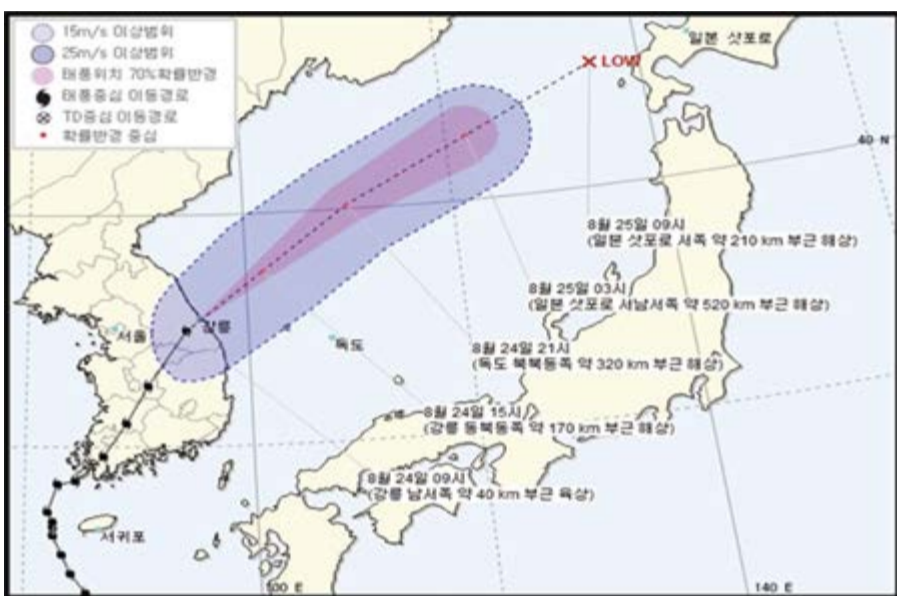 15m/s 이상범위
25m/s 이상범위
태풍위치 70%확률반경
태풍중심 이동경로
TD중심 이동경로
확률반경 중심
LOW
일본 삿포로
40 N
8월 25일 09시
(일본 삿포로 서쪽 약 210 km 부근 해상)
8월 25일 03시
(일본 삿포로 서남서쪽 약 520 km 부근 해상)
강릉
서울
독도
8월 24일 21시
(독도 북북동쪽 약 320 km 부근 해상)
8월 24일 15시
(강릉 동북동쪽 약 170 km 부근 해상)
8월 24일 09시
(강릉 남서쪽 약 40 km 부근 육상)
서귀포
100 E
140 E